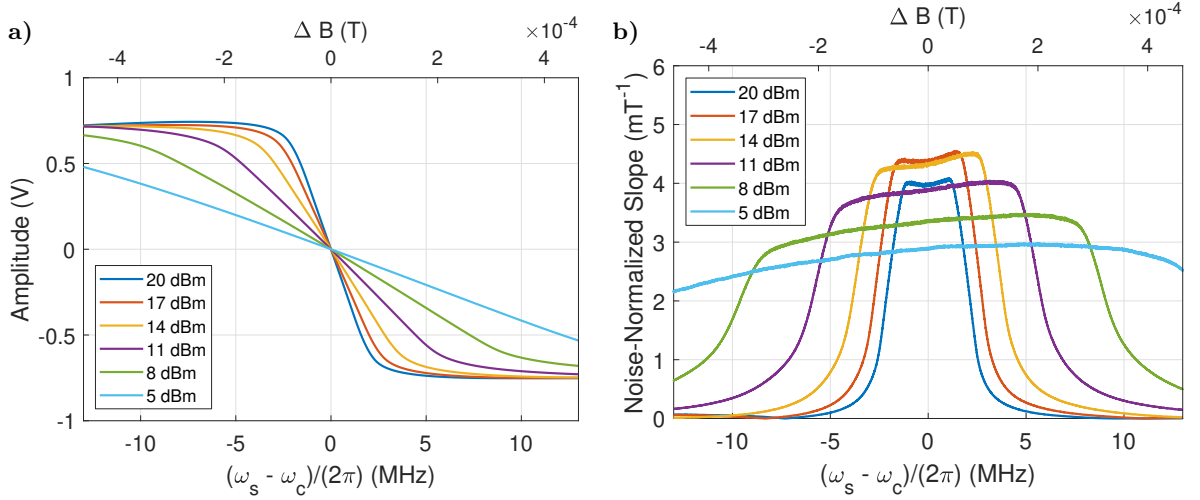 a)
Δ B (T)
×10⁻⁴
-4 -2 0 2 4
1
0.5
0
-0.5
-1
Amplitude (V)
20 dBm
17 dBm
14 dBm
11 dBm
8 dBm
5 dBm
-10 -5 0 5 10
(ω_s - ω_c)/(2π) (MHz)
b)
Δ B (T)
×10⁻⁴
-4 -2 0 2 4
6
5
4
3
2
1
0
Noise-Normalized Slope (mT⁻¹)
20 dBm
17 dBm
14 dBm
11 dBm
8 dBm
5 dBm
-10 -5 0 5 10
(ω_s - ω_c)/(2π) (MHz)